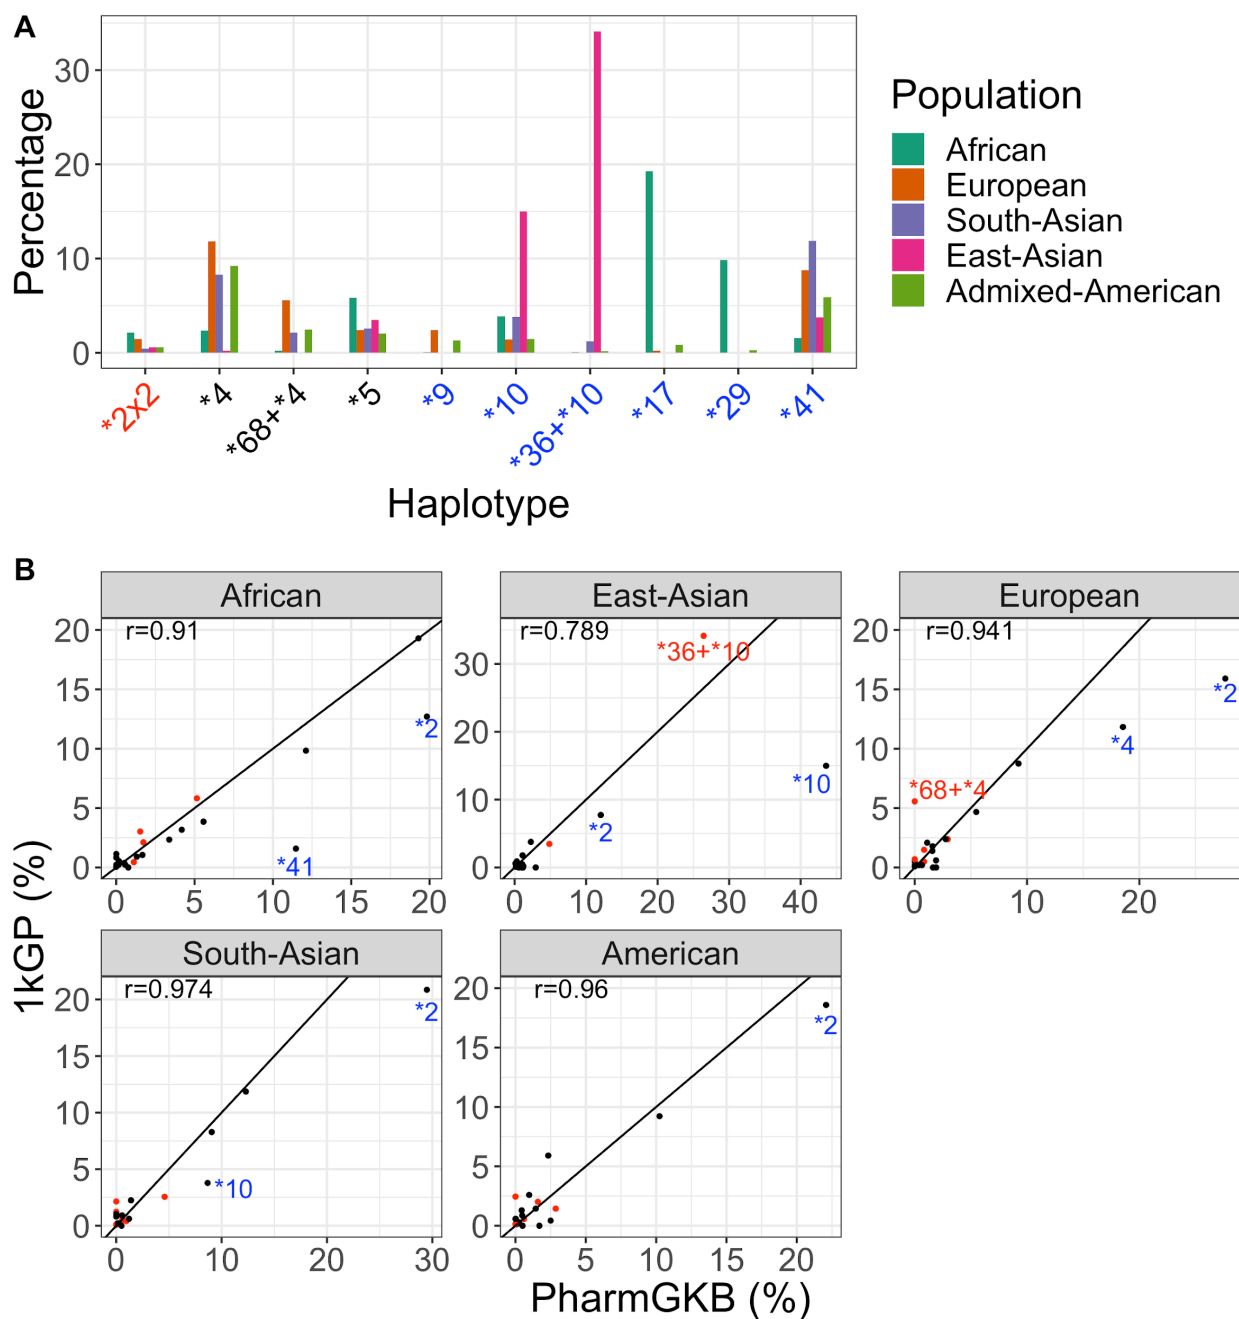 A
Percentage
30
20
10
0
*2x2
*4
*68+*4
*5
*9
*10
*36+*10
*17
*29
*41
Haplotype
Population
African
European
South-Asian
East-Asian
Admixed-American
B
1kGP (%)
African
r=0.91
20
15
10
5
0
*2
*41
0 5 10 15 20
East-Asian
r=0.789
30
20
10
0
*36+*10
*10
*2
0 10 20 30 40
European
r=0.941
20
15
10
5
0
*2
*4
*68+*4
0 10 20
South-Asian
r=0.974
20
15
10
5
0
*2
*10
0 10 20 30
American
r=0.96
20
15
10
5
0
*2
0 5 10 15 20
PharmGKB (%)